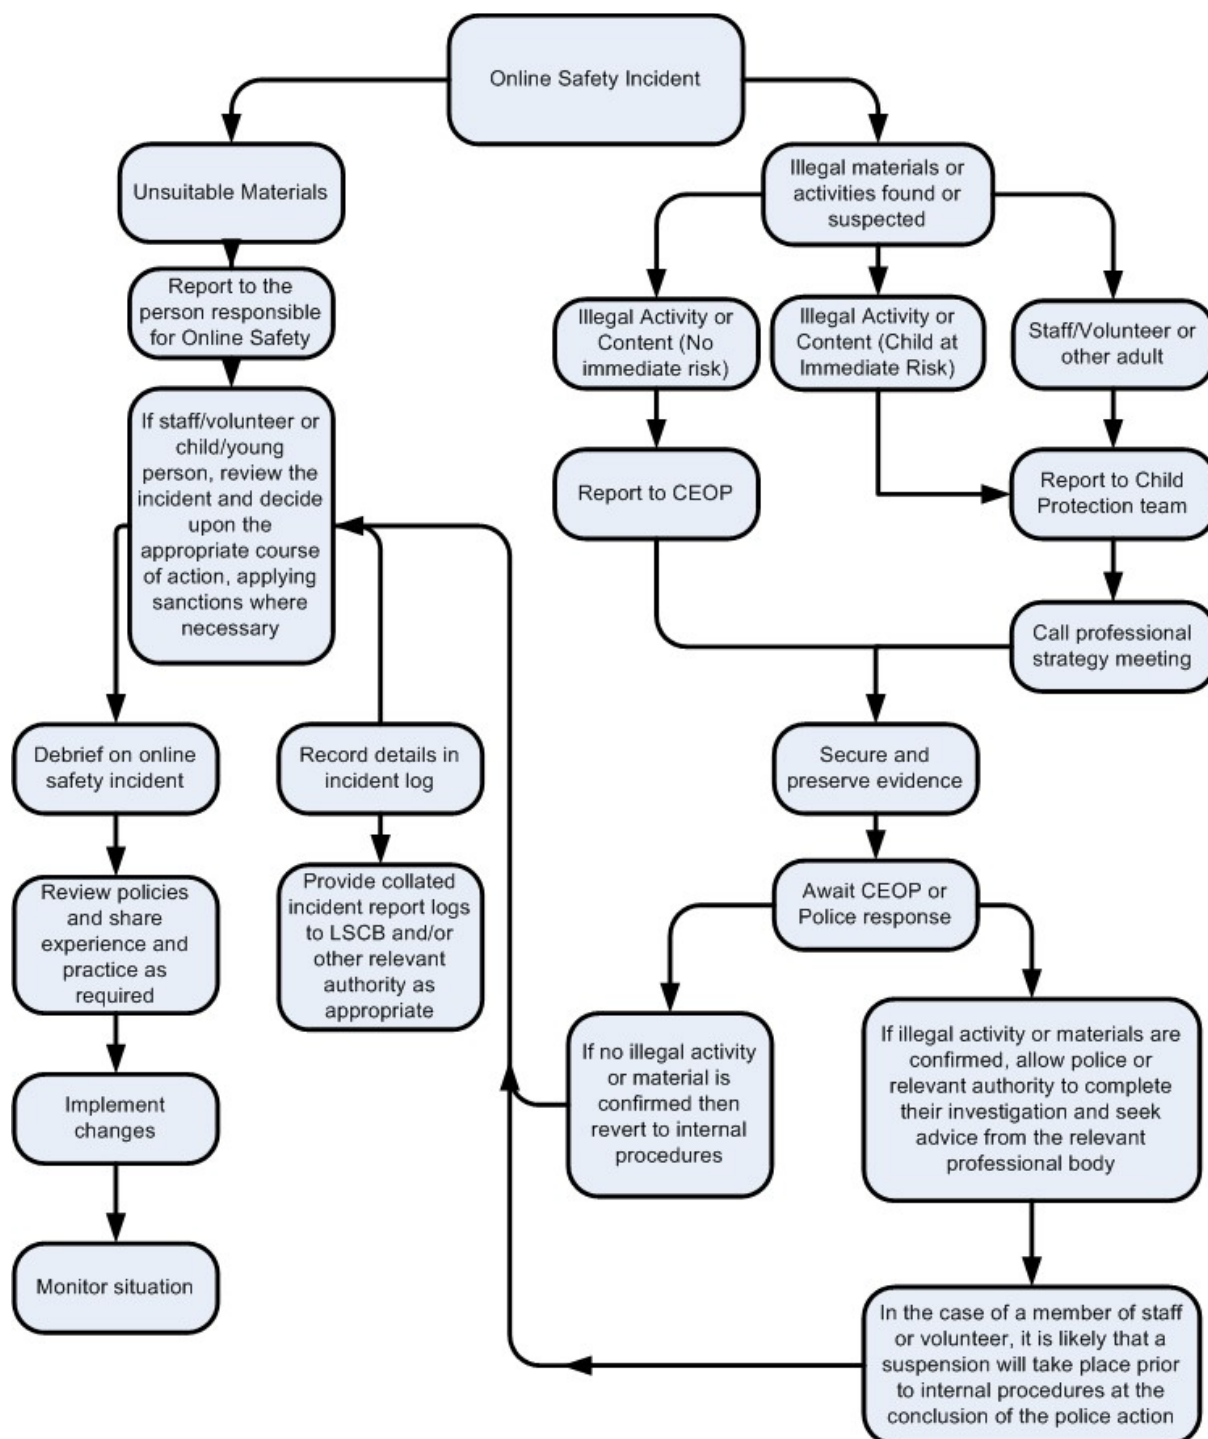 Online Safety Incident
Unsuitable Materials
Illegal materials or
activities found or
suspected
Report to the
person responsible
for Online Safety
Illegal Activity or
Content (No
immediate risk)
Illegal Activity or
Content (Child at
Immediate Risk)
Staff/Volunteer or
other adult
If staff/volunteer or
child/young
person, review the
incident and decide
upon the
appropriate course
of action, applying
sanctions where
necessary
Report to CEOP
Report to Child
Protection team
Call professional
strategy meeting
Debrief on online
safety incident
Record details in
incident log
Secure and
preserve evidence
Review policies
and share
experience and
practice as
required
Provide collated
incident report logs
to LSCB and/or
other relevant
authority as
appropriate
Await CEOP or
Police response
If no illegal activity
or material is
confirmed then
revert to internal
procedures
If illegal activity or materials are
confirmed, allow police or
relevant authority to complete
their investigation and seek
advice from the relevant
professional body
Implement
changes
Monitor situation
In the case of a member of staff
or volunteer, it is likely that a
suspension will take place prior
to internal procedures at the
conclusion of the police action